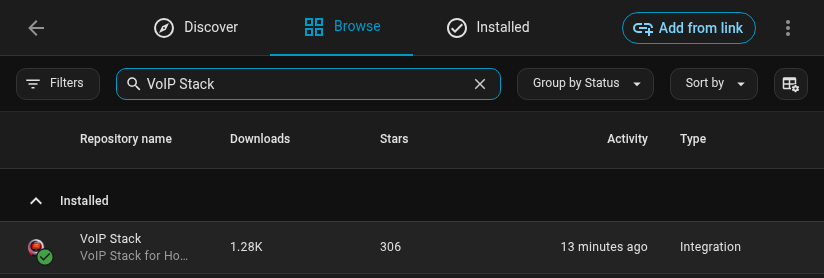 Discover Browse Installed Add from link
Filters VoIP Stack Group by Status Sort by
Repository name Downloads Stars Activity Type
Installed
VoIP Stack 1.28K 306 13 minutes ago Integration
VoIP Stack for Ho...